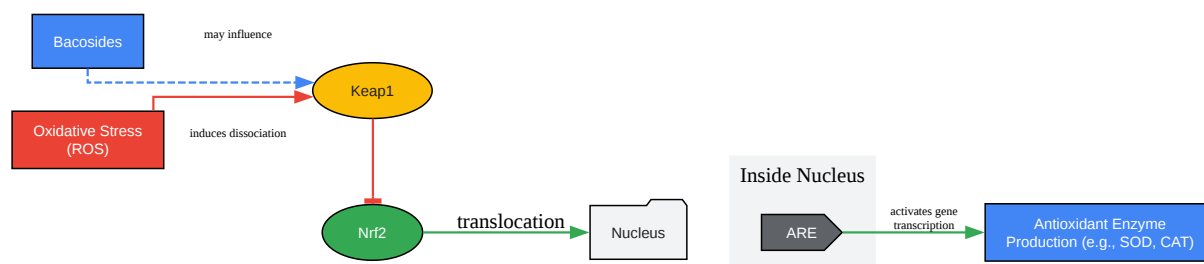 Bacosides
may influence
Keap1
Oxidative Stress
(ROS)
induces dissociation
Inside Nucleus
Nrf2
translocation
Nucleus
ARE
activates gene
transcription
Antioxidant Enzyme
Production (e.g., SOD, CAT)